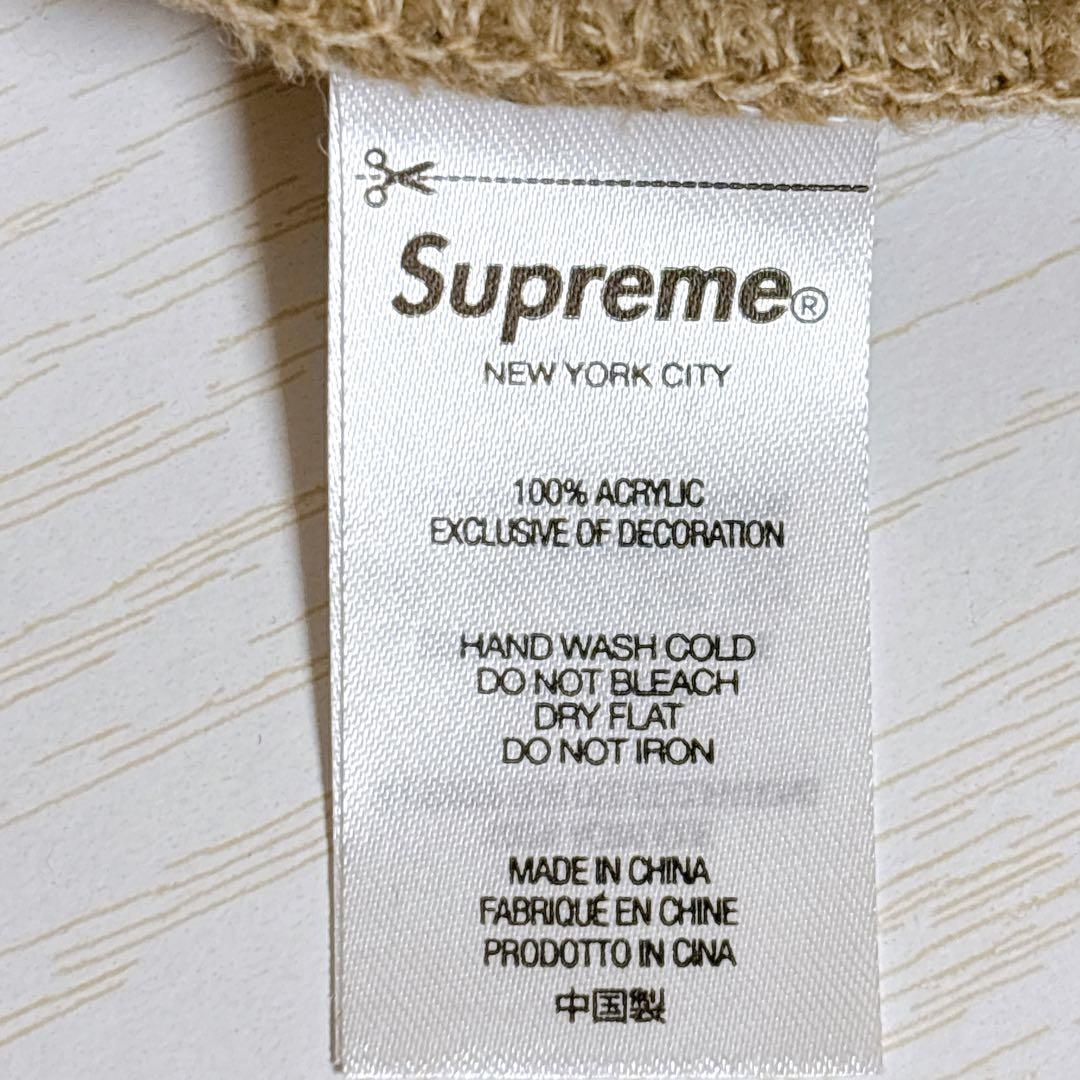 Supreme®
NEW YORK CITY
100% ACRYLIC
EXCLUSIVE OF DECORATION
HAND WASH COLD
DO NOT BLEACH
DRY FLAT
DO NOT IRON
MADE IN CHINA
FABRIQUÉ EN CHINE
PRODOTTO IN CINA
中国製